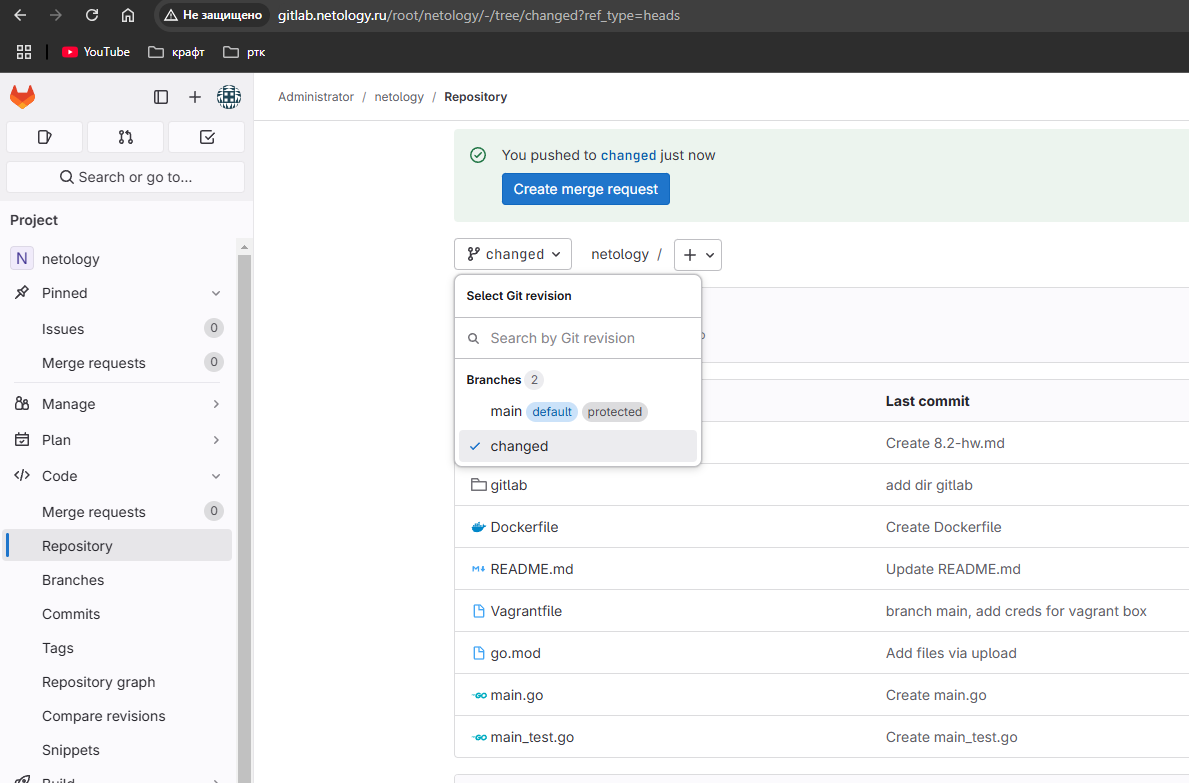 Не защищено gitlab.netology.ru/root/netology/-/tree/changed?ref_type=heads
YouTube крафт ртк
Administrator / netology / Repository
Search or go to...
Project
N netology
Pinned
Issues 0
Merge requests 0
Manage
Plan
Code
Merge requests 0
Repository
Branches
Commits
Tags
Repository graph
Compare revisions
Snippets
Build
You pushed to changed just now
Create merge request
changed netology /
Select Git revision
Search by Git revision
Branches 2
main default protected
changed
Last commit
Create 8.2-hw.md
gitlab add dir gitlab
Dockerfile Create Dockerfile
README.md Update README.md
Vagrantfile branch main, add creds for vagrant box
go.mod Add files via upload
main.go Create main.go
main_test.go Create main_test.go